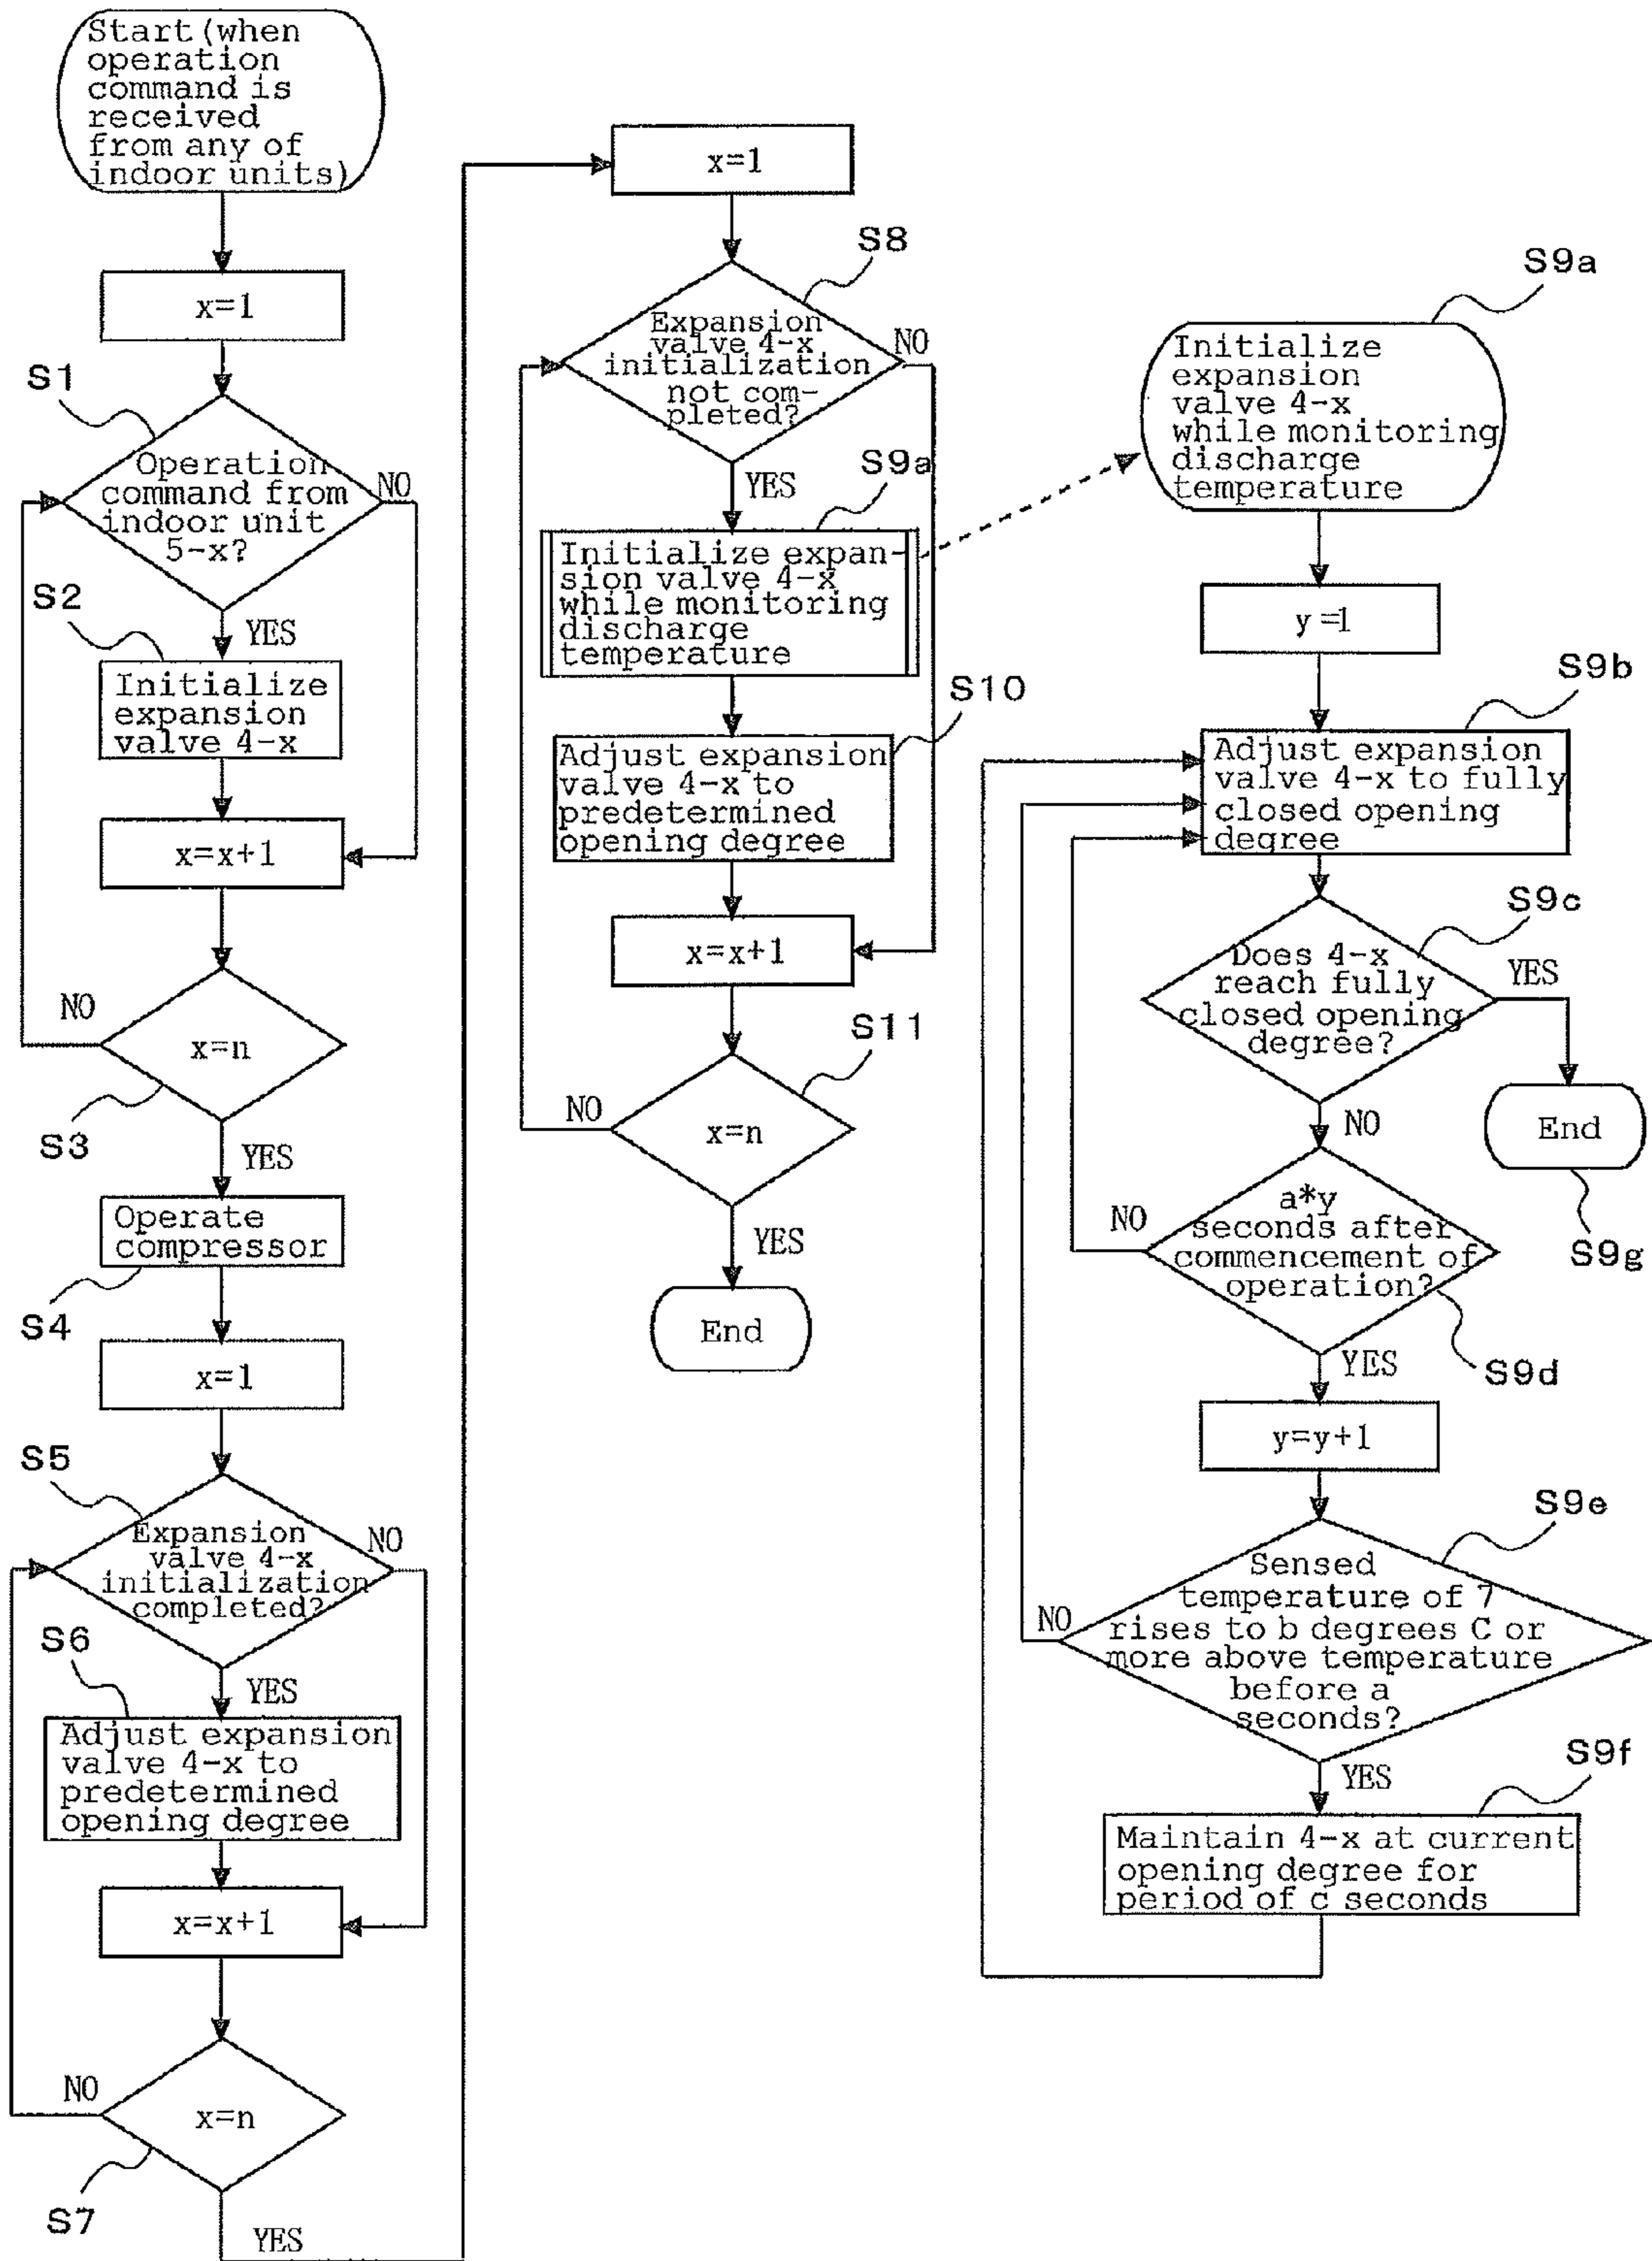 Start(when
operation
command is
received
from any of
indoor units)
x=1
S1
Operation
command from
indoor unit
5-x?
NO
YES
S2
Initialize
expansion
valve 4-x
x=x+1
NO
x=n
S3
YES
Operate
compressor
S4
x=1
S5
Expansion
valve 4-x
initialization
completed?
NO
YES
S6
Adjust expansion
valve 4-x to
predetermined
opening degree
x=x+1
NO
x=n
S7
YES
x=1
S8
Expansion
valve 4-x
initialization
not com-
pleted?
NO
YES
S9a
Initialize expan-
sion valve 4-x
while monitoring
discharge
temperature
S10
Adjust expansion
valve 4-x to
predetermined
opening degree
x=x+1
S11
NO
x=n
YES
End
S9a
Initialize
expansion
valve 4-x
while monitoring
discharge
temperature
y=1
S9b
Adjust expansion
valve 4-x to fully
closed opening
degree
S9c
Does 4-x
reach fully
closed opening
degree?
YES
End
S9g
NO
a*y
seconds after
commencement of
operation?
NO
S9d
YES
y=y+1
S9e
Sensed
temperature of 7
rises to b degrees C or
more above temperature
before a
seconds?
NO
YES
S9f
Maintain 4-x at current
opening degree for
period of c seconds